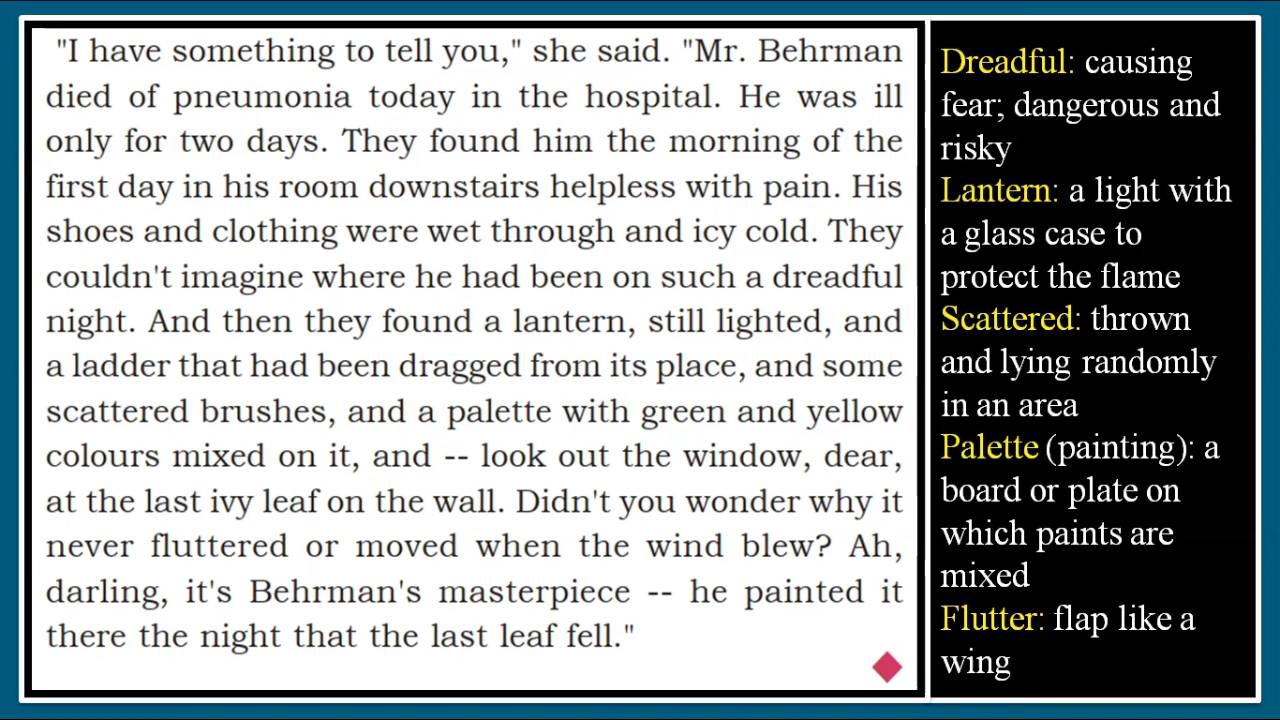 "I have something to tell you," she said. "Mr. Behrman
died of pneumonia today in the hospital. He was ill
only for two days. They found him the morning of the
first day in his room downstairs helpless with pain. His
shoes and clothing were wet through and icy cold. They
couldn't imagine where he had been on such a dreadful
night. And then they found a lantern, still lighted, and
a ladder that had been dragged from its place, and some
scattered brushes, and a palette with green and yellow
colours mixed on it, and -- look out the window, dear,
at the last ivy leaf on the wall. Didn't you wonder why it
never fluttered or moved when the wind blew? Ah,
darling, it's Behrman's masterpiece -- he painted it
there the night that the last leaf fell."
Dreadful: causing
fear; dangerous and
risky
Lantern: a light with
a glass case to
protect the flame
Scattered: thrown
and lying randomly
in an area
Palette (painting): a
board or plate on
which paints are
mixed
Flutter: flap like a
wing